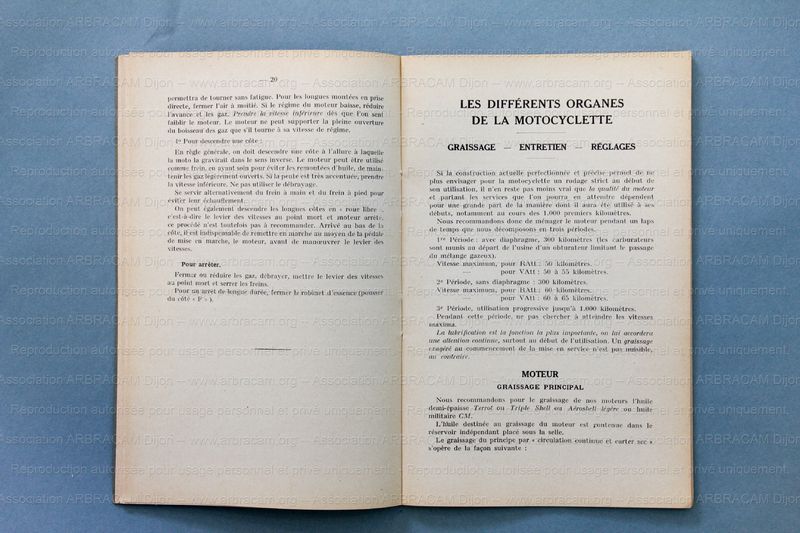 — 20
permettra de tourner sans fatigue. Pour les longues montées en prise
directe, fermer l'air à moitié. Si le régime du moteur baisse, réduire
l'avance et les gaz. Prendre la vitesse inférieure dès que l'on sent
faiblir le moteur. Le moteur ne peut supporter la pleine ouverture
du boisseau des gaz que s'il tourne à sa vitesse de régime.
1º Pour descendre une côte :
En règle générale, on doit descendre une côte à l'allure à laquelle
la moto la gravirait dans le sens inverse. Le moteur peut être utilisé
comme frein, en ayant soin pour éviter les remontées d'huile, de main-
tenir les gaz légèrement ouverts. Si la pente est très accentuée, prendre
la vitesse inférieure. Ne pas utiliser le débrayage.
Se servir alternativement du frein à main et du frein à pied pour
éviter leur échauffement.
On peut également descendre les longues côtes en « roue libre »,
c'est-à-dire le levier des vitesses au point mort et moteur arrêté,
ce procédé n'est toutefois pas à recommander. Arrivé au bas de la
côte, il est indispensable de remettre en marche au moyen de la pédale
de mise en marche, le moteur, avant de manœuvrer le levier des
vitesses.
Pour arrêter.
Fermer ou réduire les gaz, débrayer, mettre le levier des vitesses
au point mort et serrer les freins.
Pour un arrêt de longue durée, fermer le robinet d'essence (pousser
du côté « F »).
LES DIFFÉRENTS ORGANES
DE LA MOTOCYCLETTE
GRAISSAGE — ENTRETIEN — RÉGLAGES
Si la construction actuelle perfectionnée et précise permet de ne
plus envisager pour la motocyclette un rodage strict au début de
son utilisation, il n'en reste pas moins vrai que la qualité du moteur
et partant les services que l'on pourra en attendre dépendent
pour une grande part de la manière dont il aura été utilisé à ses
débuts, notamment au cours des 1.000 premiers kilomètres.
Nous recommandons donc de ménager le moteur pendant un laps
de temps que nous décomposons en trois périodes.
1re Période : avec diaphragme, 300 kilomètres (les carburateurs
sont munis au départ de l'usine d'un obturateur limitant le passage
du mélange gazeux).
Vitesse maximum, pour RAtt : 50 kilomètres.
— pour VAtt : 50 à 55 kilomètres.
2e Période, sans diaphragme : 300 kilomètres.
Vitesse maximum, pour RAtt : 60 kilomètres.
— pour VAtt : 60 à 65 kilomètres.
3e Période, utilisation progressive jusqu'à 1.000 kilomètres.
Pendant cette période, ne pas chercher à atteindre les vitesses
maxima.
La lubrification est la fonction la plus importante, on lui accordera
une attention continue, surtout au début de l'utilisation. Un graissage
exagéré au commencement de la mise en service n'est pas nuisible,
au contraire.
MOTEUR
GRAISSAGE PRINCIPAL
Nous recommandons pour le graissage de nos moteurs l'huile
demi-épaisse Terrot ou Triple Shell ou Aéroshell légère ou huile
militaire CM.
L'huile destinée au graissage du moteur est contenue dans le
réservoir indépendant placé sous la selle.
Le graissage du principe par « circulation continue et carter sec »
s'opère de la façon suivante :